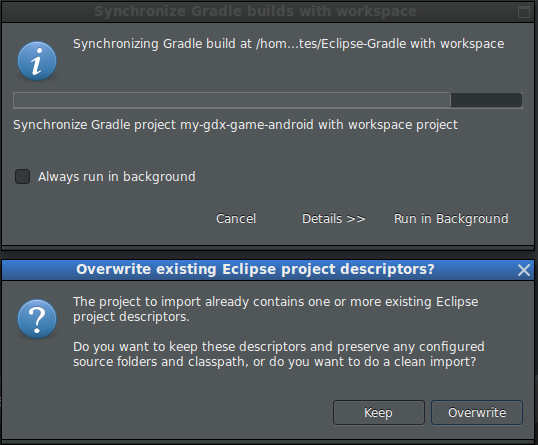 Synchronize Gradle builds with workspace
Synchronizing Gradle build at /hom...tes/Eclipse-Gradle with workspace
Synchronize Gradle project my-gdx-game-android with workspace project
Always run in background
Cancel Details >> Run in Background
Overwrite existing Eclipse project descriptors?
The project to import already contains one or more existing Eclipse
project descriptors.
Do you want to keep these descriptors and preserve any configured
source folders and classpath, or do you want to do a clean import?
Keep Overwrite